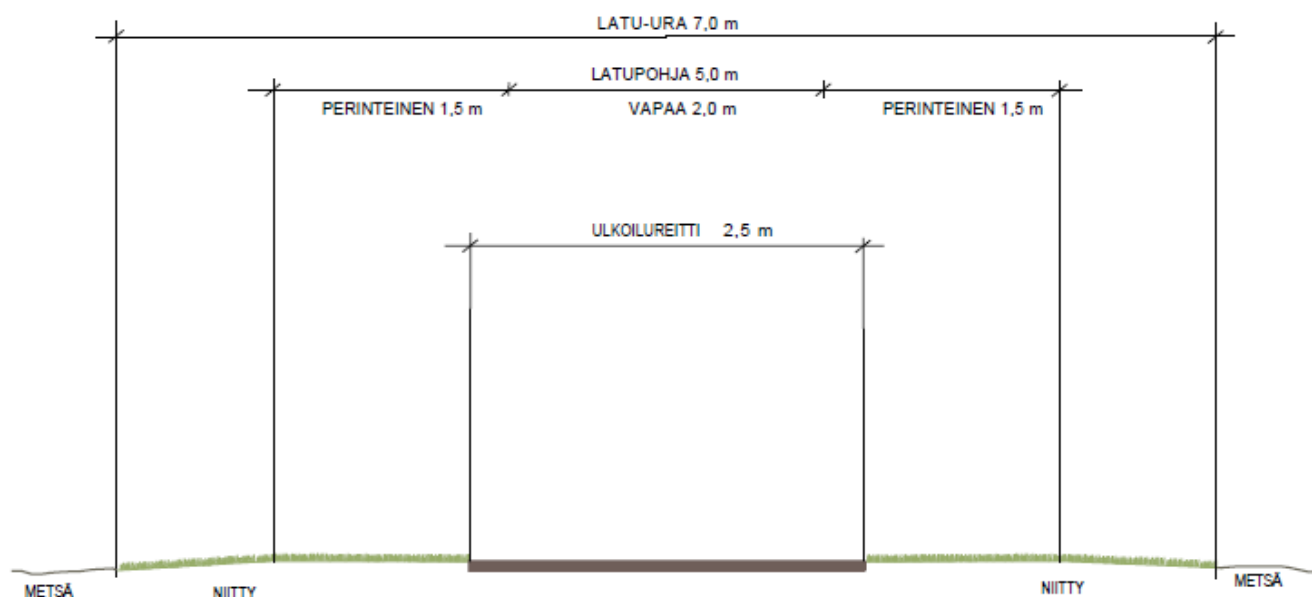 LATU-URA 7,0 m
LATUPOHJA 5,0 m
PERINTEINEN 1,5 m VAPAA 2,0 m PERINTEINEN 1,5 m
ULKOILUREITTI 2,5 m
METSÄ NIITTY NIITTY METSÄ